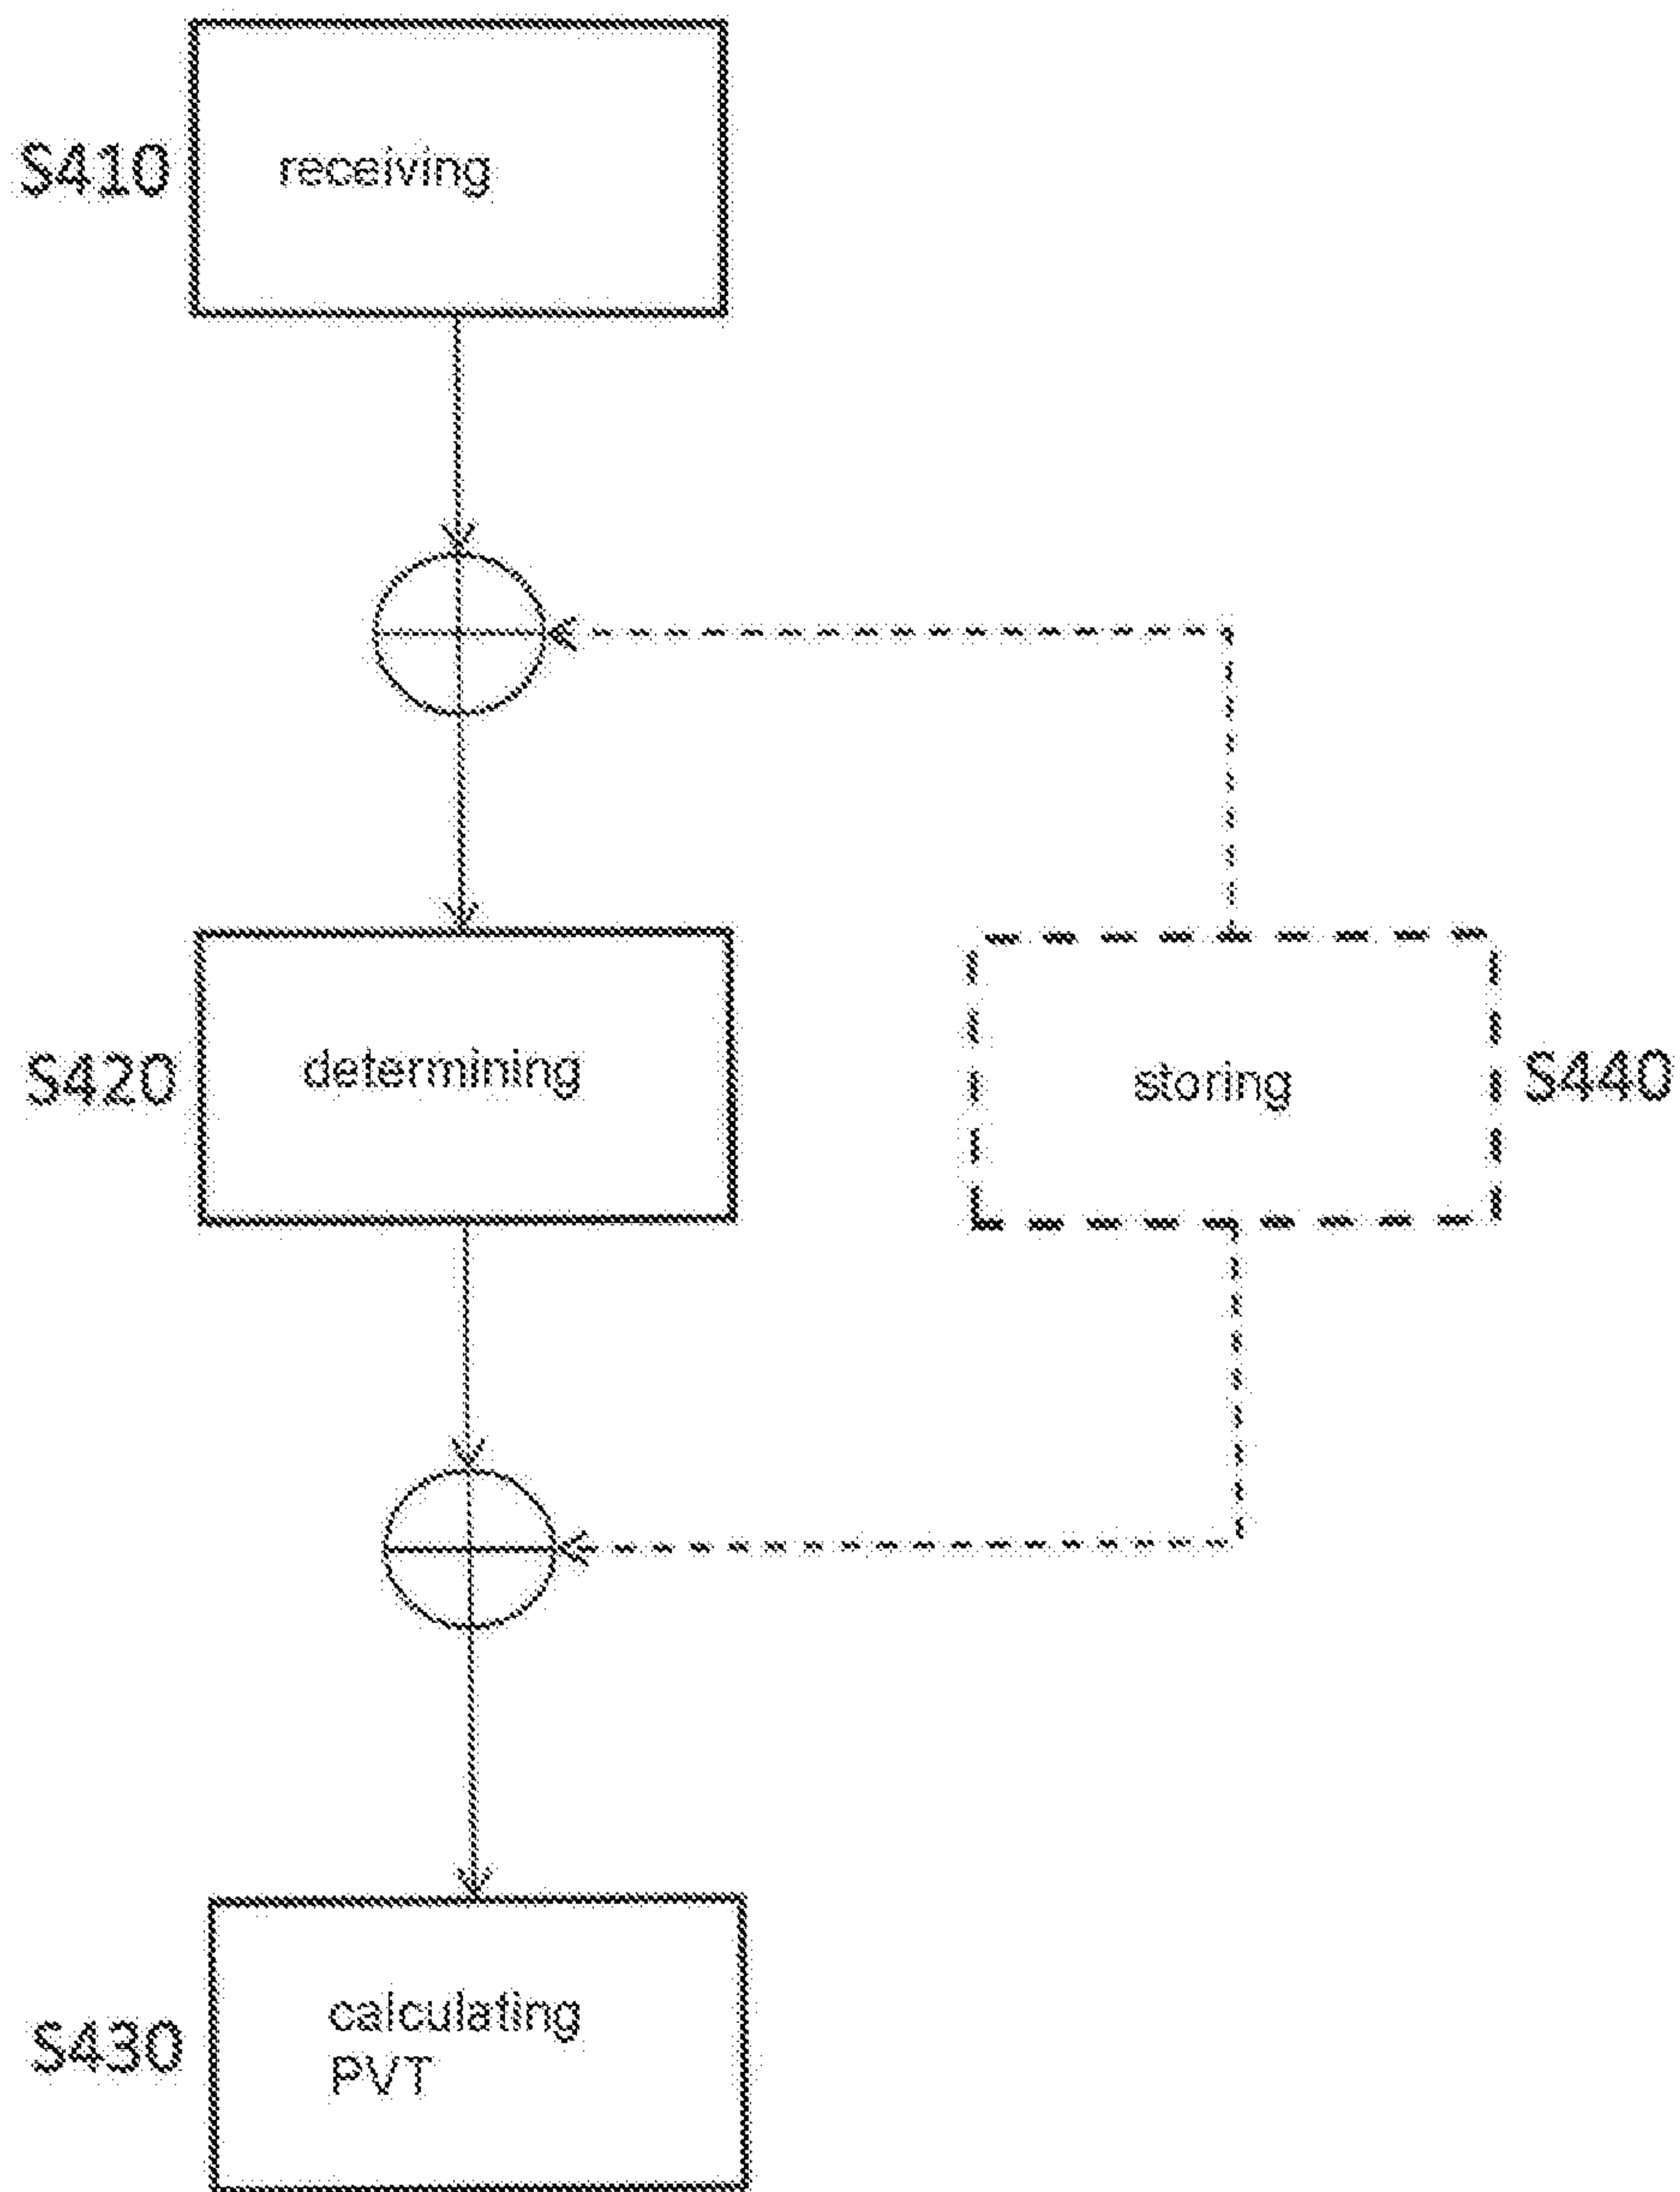 S410
receiving
S420
determining
storing
S440
S430
calculating
PVT